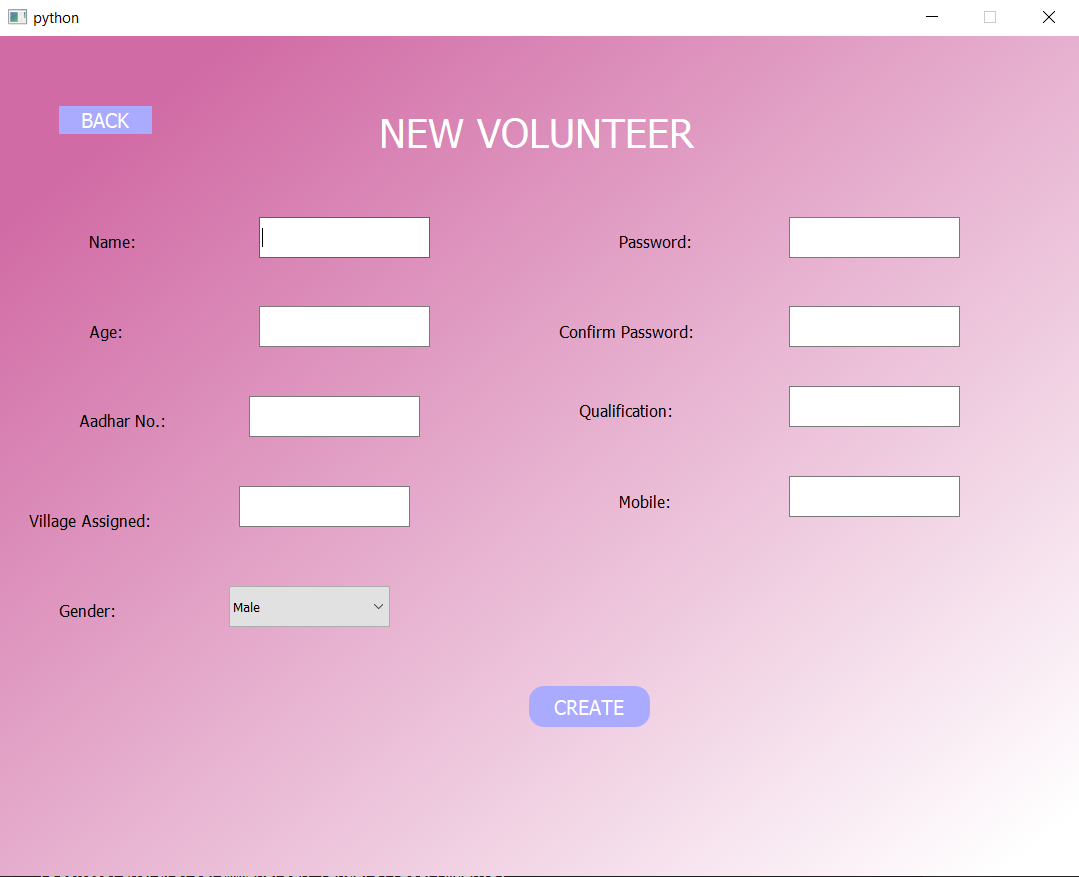 python
BACK
NEW VOLUNTEER
Name:
Password:
Age:
Confirm Password:
Aadhar No.:
Qualification:
Village Assigned:
Mobile:
Gender:
Male
CREATE